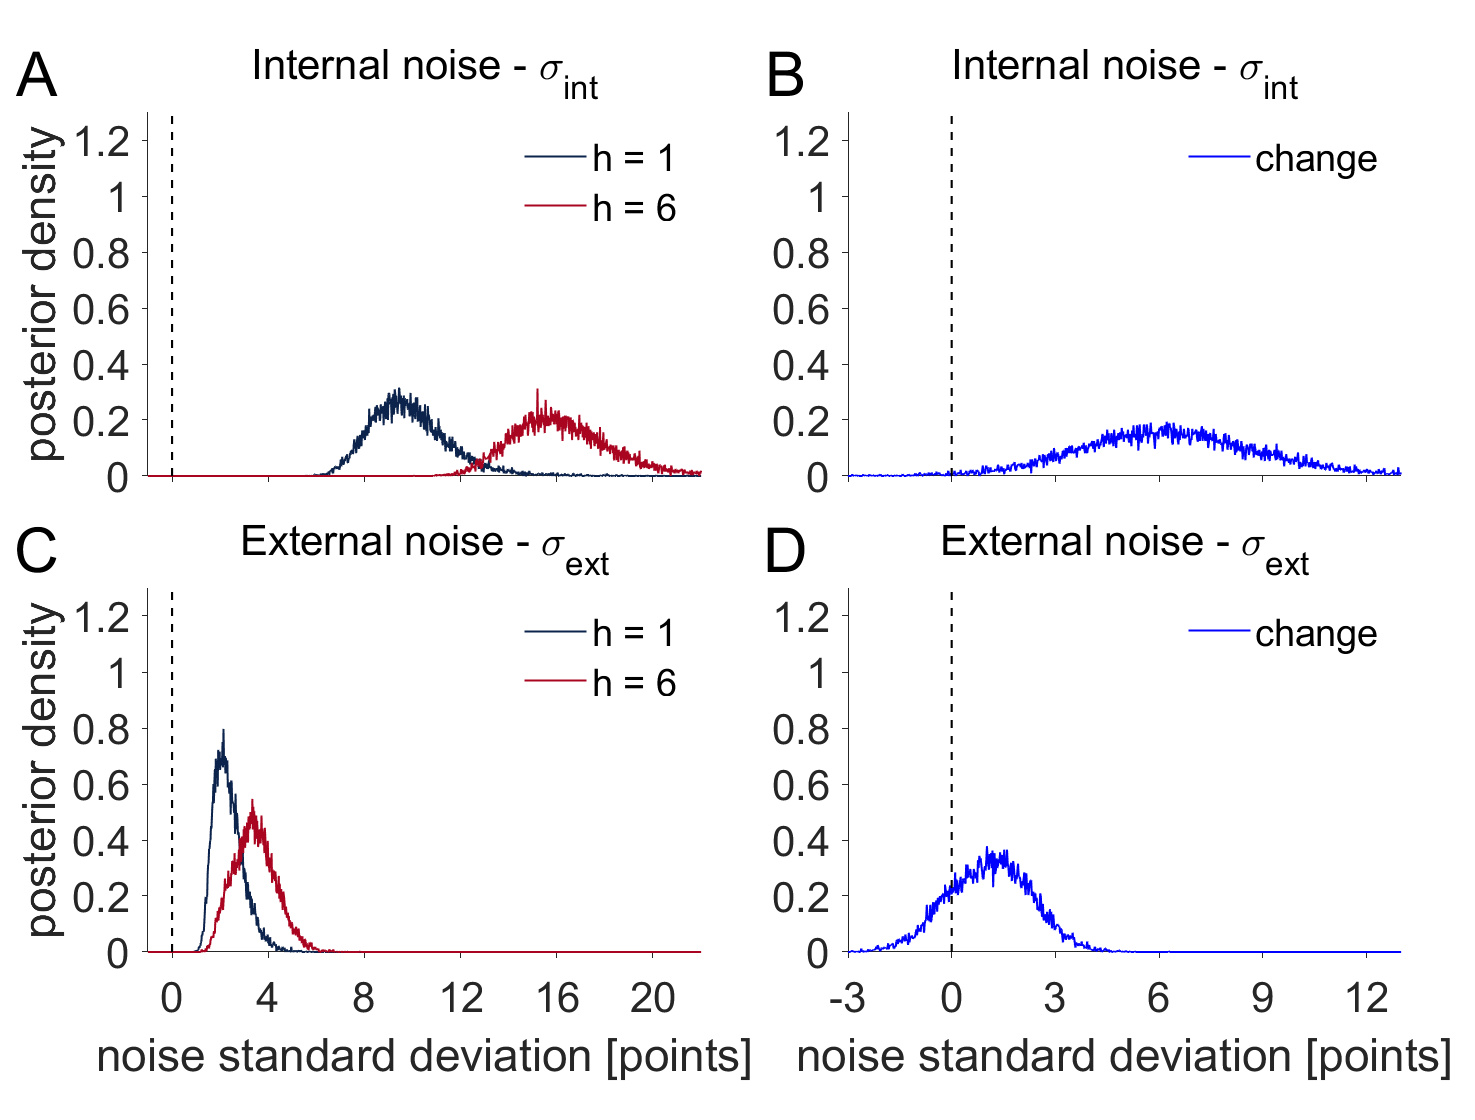 A
Internal noise - σint
posterior density
1.2
1
0.8
0.6
0.4
0.2
0
h = 1
h = 6
B
Internal noise - σint
1.2
1
0.8
0.6
0.4
0.2
0
change
C
External noise - σext
posterior density
1.2
1
0.8
0.6
0.4
0.2
0
h = 1
h = 6
0 4 8 12 16 20
noise standard deviation [points]
D
External noise - σext
1.2
1
0.8
0.6
0.4
0.2
0
change
-3 0 3 6 9 12
noise standard deviation [points]